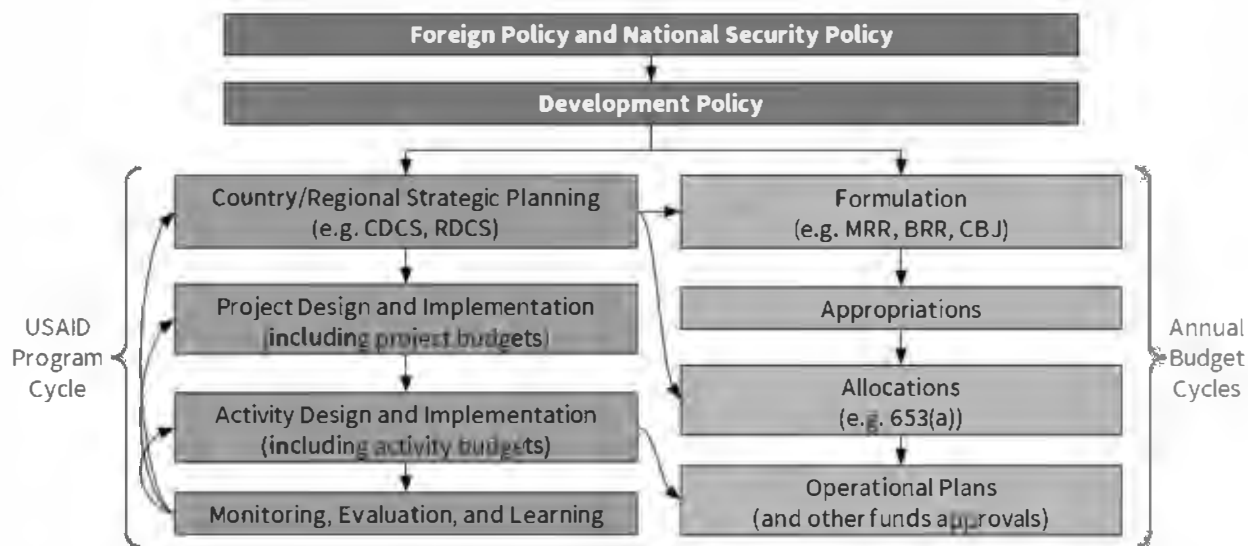 Foreign Policy and National Security Policy
Development Policy
USAID
Program
Cycle
Country/Regional Strategic Planning
(e.g. CDCS, RDCS)
Project Design and Implementation
(including project budgets)
Activity Design and Implementation
(including activity budgets)
Monitoring, Evaluation, and Learning
Formulation
(e.g. MRR, BRR, CBJ)
Appropriations
Allocations
(e.g. 653(a))
Operational Plans
(and other funds approvals)
Annual
Budget
Cycles